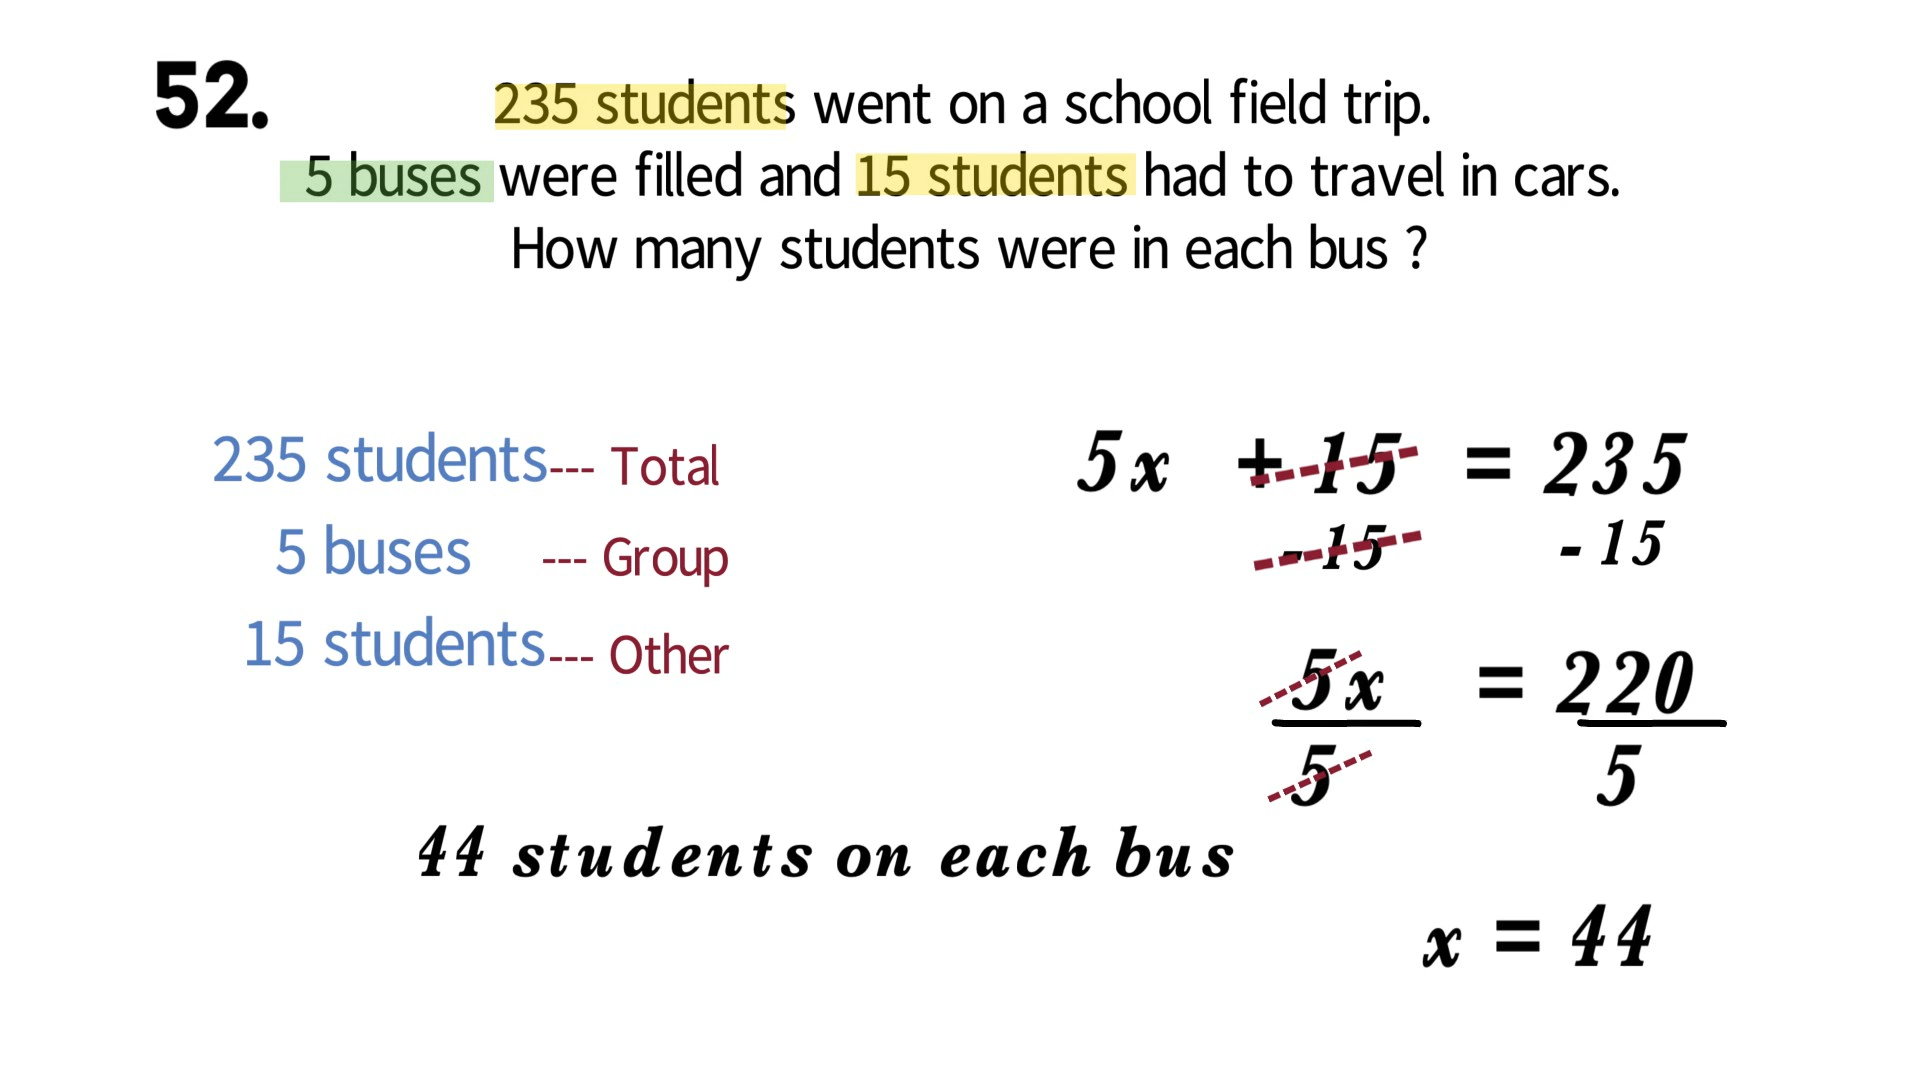 52.
235 students went on a school field trip.
5 buses were filled and 15 students had to travel in cars.
How many students were in each bus ?
235 students--- Total
5 buses --- Group
15 students--- Other
5x + 15 = 235
- 15 - 15
5x = 220
5 5
44 students on each bus
x = 44